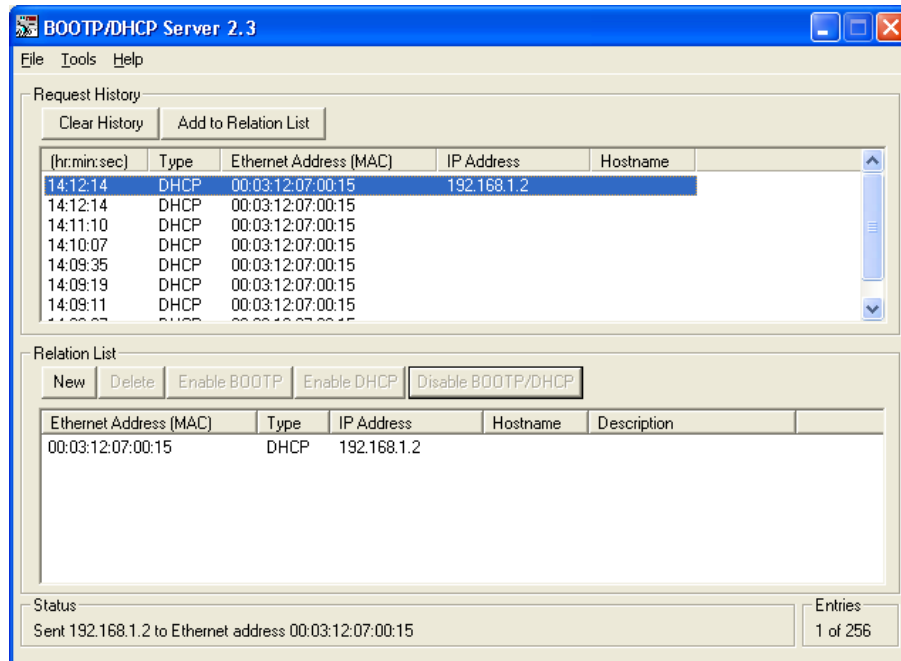 BOOTP/DHCP Server 2.3
File Tools Help
Request History
Clear History Add to Relation List
(hr:min:sec) Type Ethernet Address (MAC) IP Address Hostname
14:12:14 DHCP 00:03:12:07:00:15 192.168.1.2
14:12:14 DHCP 00:03:12:07:00:15
14:11:10 DHCP 00:03:12:07:00:15
14:10:07 DHCP 00:03:12:07:00:15
14:09:35 DHCP 00:03:12:07:00:15
14:09:19 DHCP 00:03:12:07:00:15
14:09:11 DHCP 00:03:12:07:00:15
Relation List
New Delete Enable BOOTP Enable DHCP Disable BOOTP/DHCP
Ethernet Address (MAC) Type IP Address Hostname Description
00:03:12:07:00:15 DHCP 192.168.1.2
Status
Sent 192.168.1.2 to Ethernet address 00:03:12:07:00:15
Entries
1 of 256